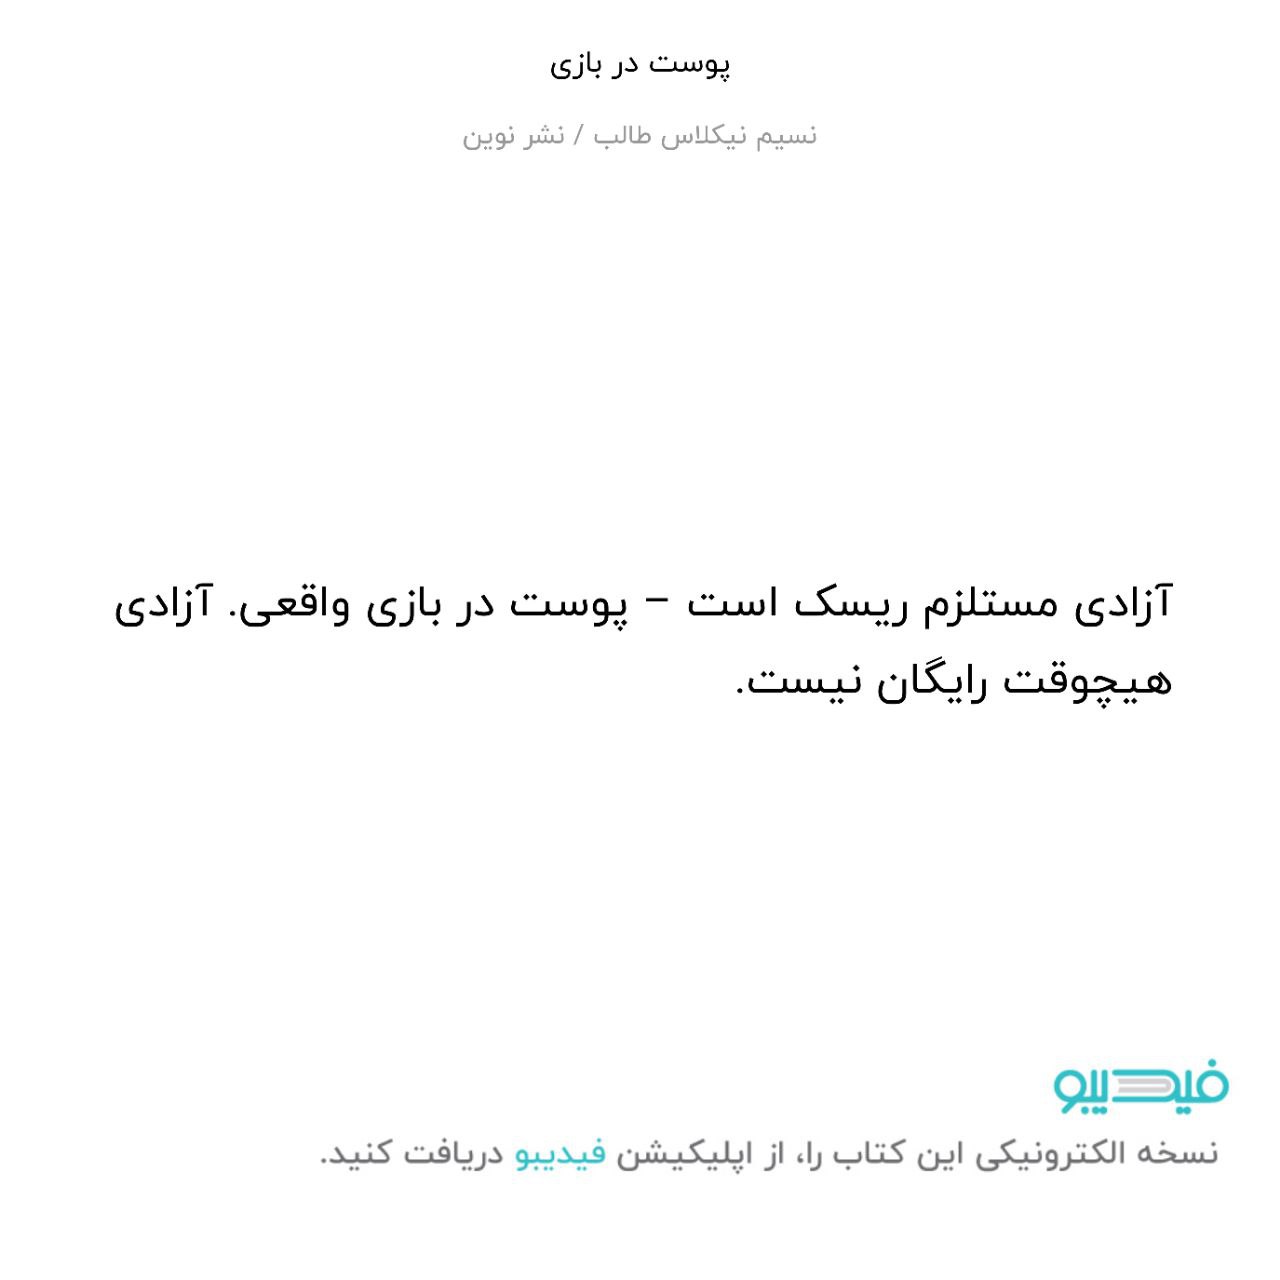 پوست در بازی
نسیم نیکلاس طالب / نشر نوین
آزادی مستلزم ریسک است – پوست در بازی واقعی. آزادی
هیچوقت رایگان نیست.
فیدیبو
نسخه الکترونیکی این کتاب را، از اپلیکیشن فیدیبو دریافت کنید.